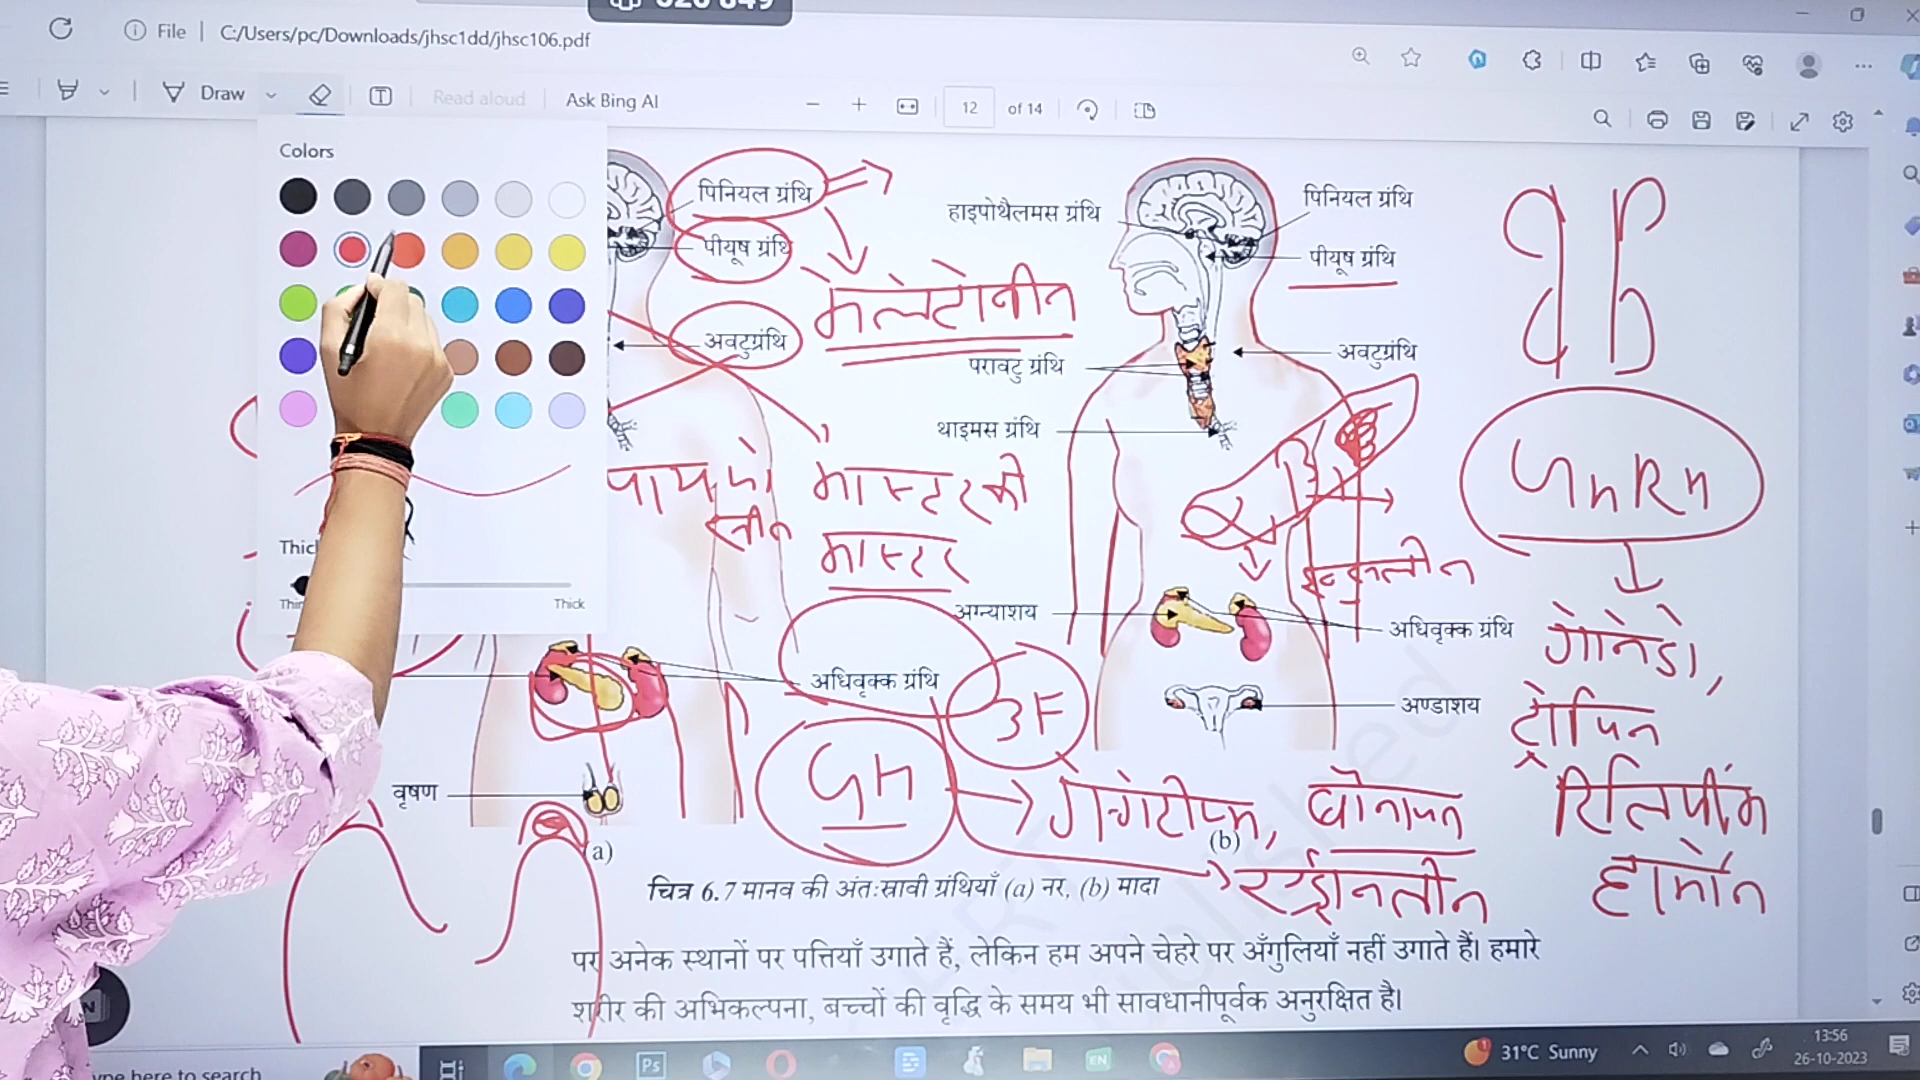 File | C:/Users/pc/Downloads/jhsc1dd/jhsc106.pdf
Draw
Read aloud
Ask Bing AI
12 of 14
Colors
Thick
पिनियल ग्रंथि
पीयूष ग्रंथि
अवटुग्रंथि
मेलेटोनीन
हाइपोथैलमस ग्रंथि
पिनियल ग्रंथि
पीयूष ग्रंथि
परावटु ग्रंथि
अवटुग्रंथि
थाइमस ग्रंथि
मास्टर को
मास्टर
GnRH
अग्न्याशय
अधिवृक्क ग्रंथि
अधिवृक्क ग्रंथि
अण्डाशय
3F
GH
वृषण
गोनेडो,
ट्रोपिन
रिलिजींग
हार्मोन
(b)
a)
चित्र 6.7 मानव की अंतःस्रावी ग्रंथियाँ (a) नर, (b) मादा
पर अनेक स्थानों पर पत्तियाँ उगाते हैं, लेकिन हम अपने चेहरे पर अँगुलियाँ नहीं उगाते हैं। हमारे
शरीर की अभिकल्पना, बच्चों की वृद्धि के समय भी सावधानीपूर्वक अनुरक्षित है।
31°C Sunny
13:56
26-10-2023